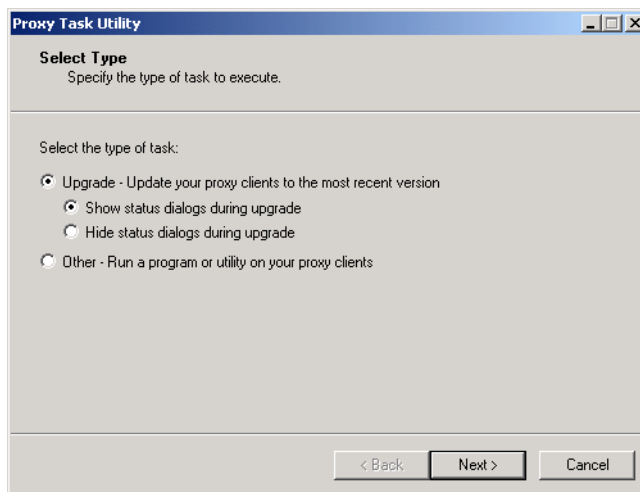 Proxy Task Utility
Select Type
Specify the type of task to execute.
Select the type of task:
Upgrade - Update your proxy clients to the most recent version
Show status dialogs during upgrade
Hide status dialogs during upgrade
Other - Run a program or utility on your proxy clients
< Back
Next >
Cancel